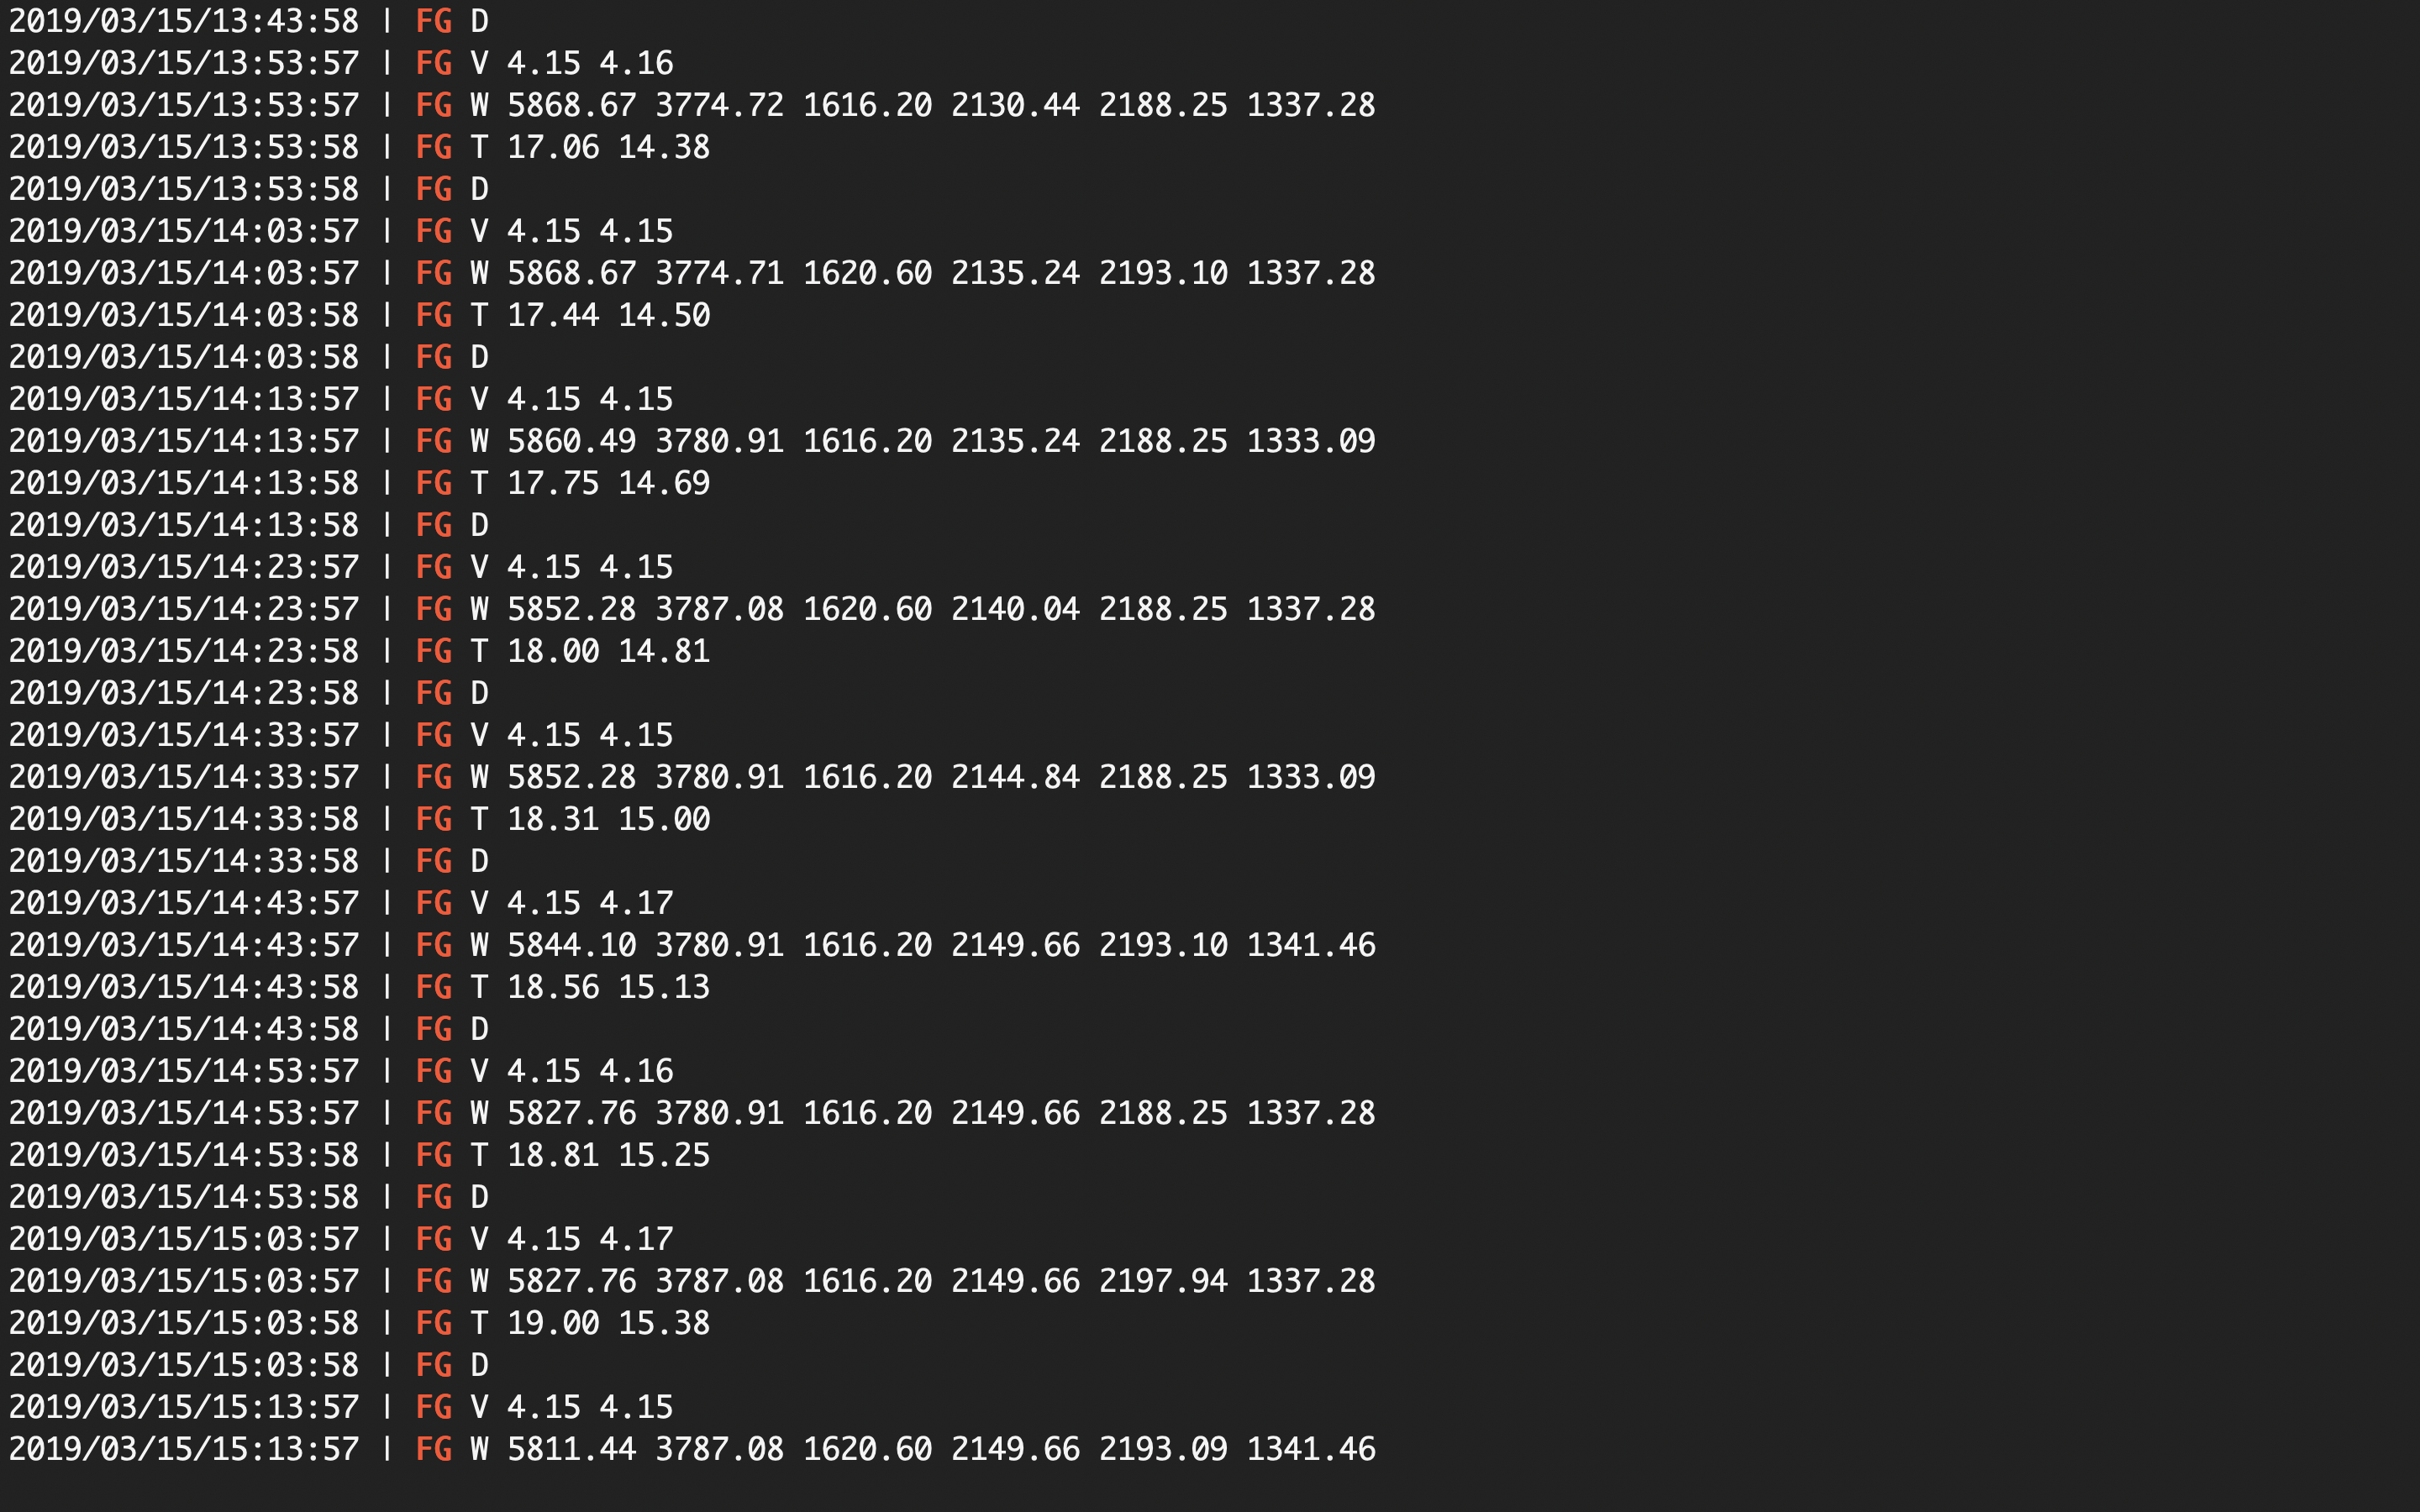 2019/03/15/13:43:58 | FG D
2019/03/15/13:53:57 | FG V 4.15 4.16
2019/03/15/13:53:57 | FG W 5868.67 3774.72 1616.20 2130.44 2188.25 1337.28
2019/03/15/13:53:58 | FG T 17.06 14.38
2019/03/15/13:53:58 | FG D
2019/03/15/14:03:57 | FG V 4.15 4.15
2019/03/15/14:03:57 | FG W 5868.67 3774.71 1620.60 2135.24 2193.10 1337.28
2019/03/15/14:03:58 | FG T 17.44 14.50
2019/03/15/14:03:58 | FG D
2019/03/15/14:13:57 | FG V 4.15 4.15
2019/03/15/14:13:57 | FG W 5860.49 3780.91 1616.20 2135.24 2188.25 1333.09
2019/03/15/14:13:58 | FG T 17.75 14.69
2019/03/15/14:13:58 | FG D
2019/03/15/14:23:57 | FG V 4.15 4.15
2019/03/15/14:23:57 | FG W 5852.28 3787.08 1620.60 2140.04 2188.25 1337.28
2019/03/15/14:23:58 | FG T 18.00 14.81
2019/03/15/14:23:58 | FG D
2019/03/15/14:33:57 | FG V 4.15 4.15
2019/03/15/14:33:57 | FG W 5852.28 3780.91 1616.20 2144.84 2188.25 1333.09
2019/03/15/14:33:58 | FG T 18.31 15.00
2019/03/15/14:33:58 | FG D
2019/03/15/14:43:57 | FG V 4.15 4.17
2019/03/15/14:43:57 | FG W 5844.10 3780.91 1616.20 2149.66 2193.10 1341.46
2019/03/15/14:43:58 | FG T 18.56 15.13
2019/03/15/14:43:58 | FG D
2019/03/15/14:53:57 | FG V 4.15 4.16
2019/03/15/14:53:57 | FG W 5827.76 3780.91 1616.20 2149.66 2188.25 1337.28
2019/03/15/14:53:58 | FG T 18.81 15.25
2019/03/15/14:53:58 | FG D
2019/03/15/15:03:57 | FG V 4.15 4.17
2019/03/15/15:03:57 | FG W 5827.76 3787.08 1616.20 2149.66 2197.94 1337.28
2019/03/15/15:03:58 | FG T 19.00 15.38
2019/03/15/15:03:58 | FG D
2019/03/15/15:13:57 | FG V 4.15 4.15
2019/03/15/15:13:57 | FG W 5811.44 3787.08 1620.60 2149.66 2193.09 1341.46